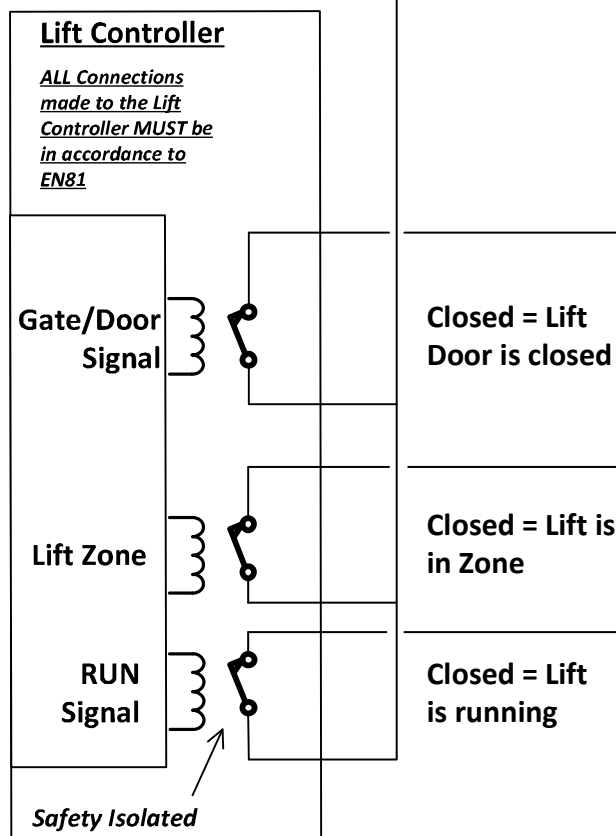 Lift Controller
ALL Connections
made to the Lift
Controller MUST be
in accordance to
EN81
Gate/Door
Signal
Closed = Lift
Door is closed
Lift Zone
Closed = Lift is
in Zone
RUN
Signal
Closed = Lift
is running
Safety Isolated